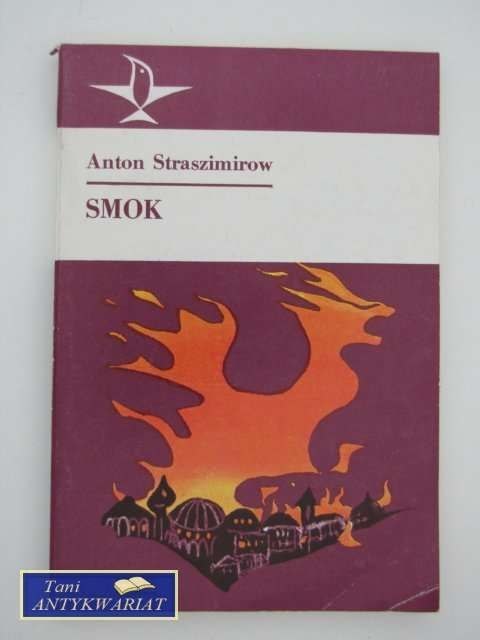 Anton Straszimirow
SMOK
Tani
ANTYKWARIAT